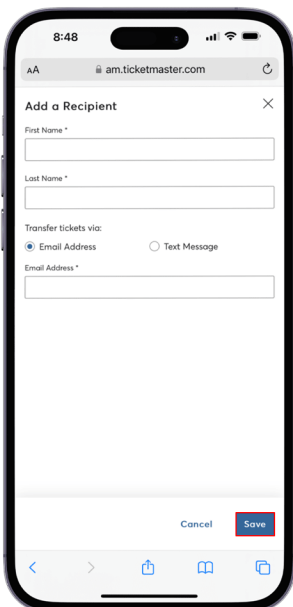 8:48
AA am.ticketmaster.com
Add a Recipient
First Name *
Last Name *
Transfer tickets via:
Email Address Text Message
Email Address *
Cancel Save